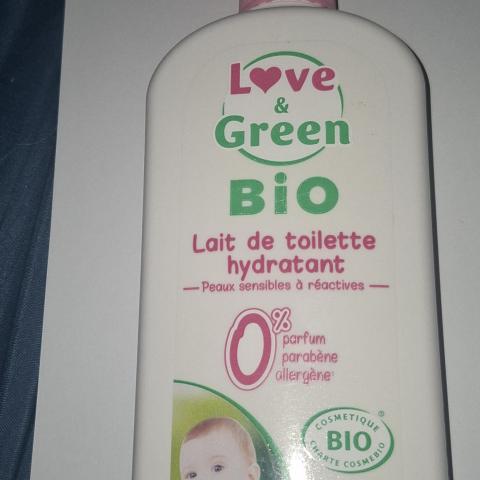 Love
&
Green
BiO
Lait de toilette
hydratant
Peaux sensibles à réactives
0%
parfum
parabène
allergène
COSMETIQUE
BIO
CHARTE COSMEBIO
®